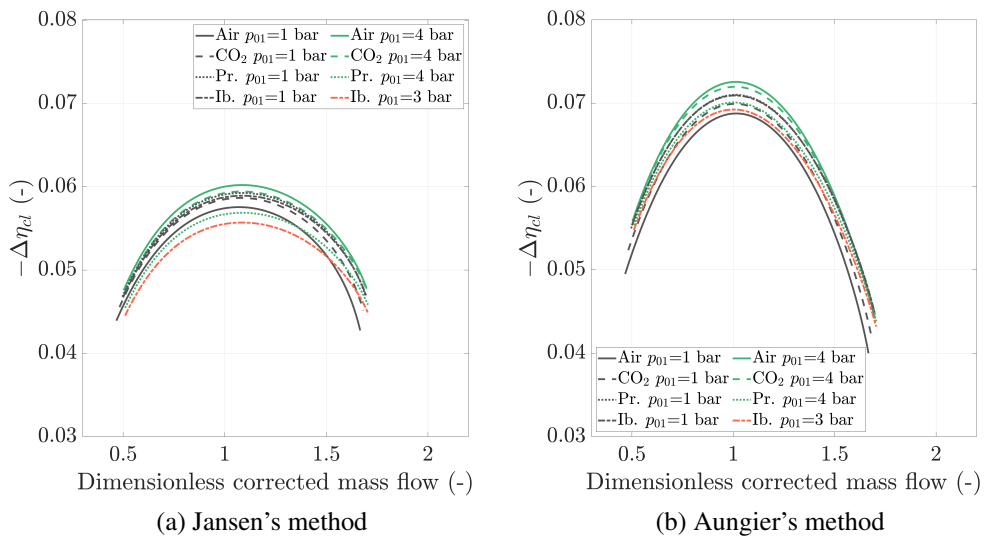 0.08
0.07
0.06
0.05
0.04
0.03
−Δη_cl (-)
Air p₀₁=1 bar Air p₀₁=4 bar
CO₂ p₀₁=1 bar CO₂ p₀₁=4 bar
Pr. p₀₁=1 bar Pr. p₀₁=4 bar
Ib. p₀₁=1 bar Ib. p₀₁=3 bar
0.5 1 1.5 2
Dimensionless corrected mass flow (-)
(a) Jansen's method
0.08
0.07
0.06
0.05
0.04
0.03
−Δη_cl (-)
Air p₀₁=1 bar Air p₀₁=4 bar
CO₂ p₀₁=1 bar CO₂ p₀₁=4 bar
Pr. p₀₁=1 bar Pr. p₀₁=4 bar
Ib. p₀₁=1 bar Ib. p₀₁=3 bar
0.5 1 1.5 2
Dimensionless corrected mass flow (-)
(b) Aungier's method